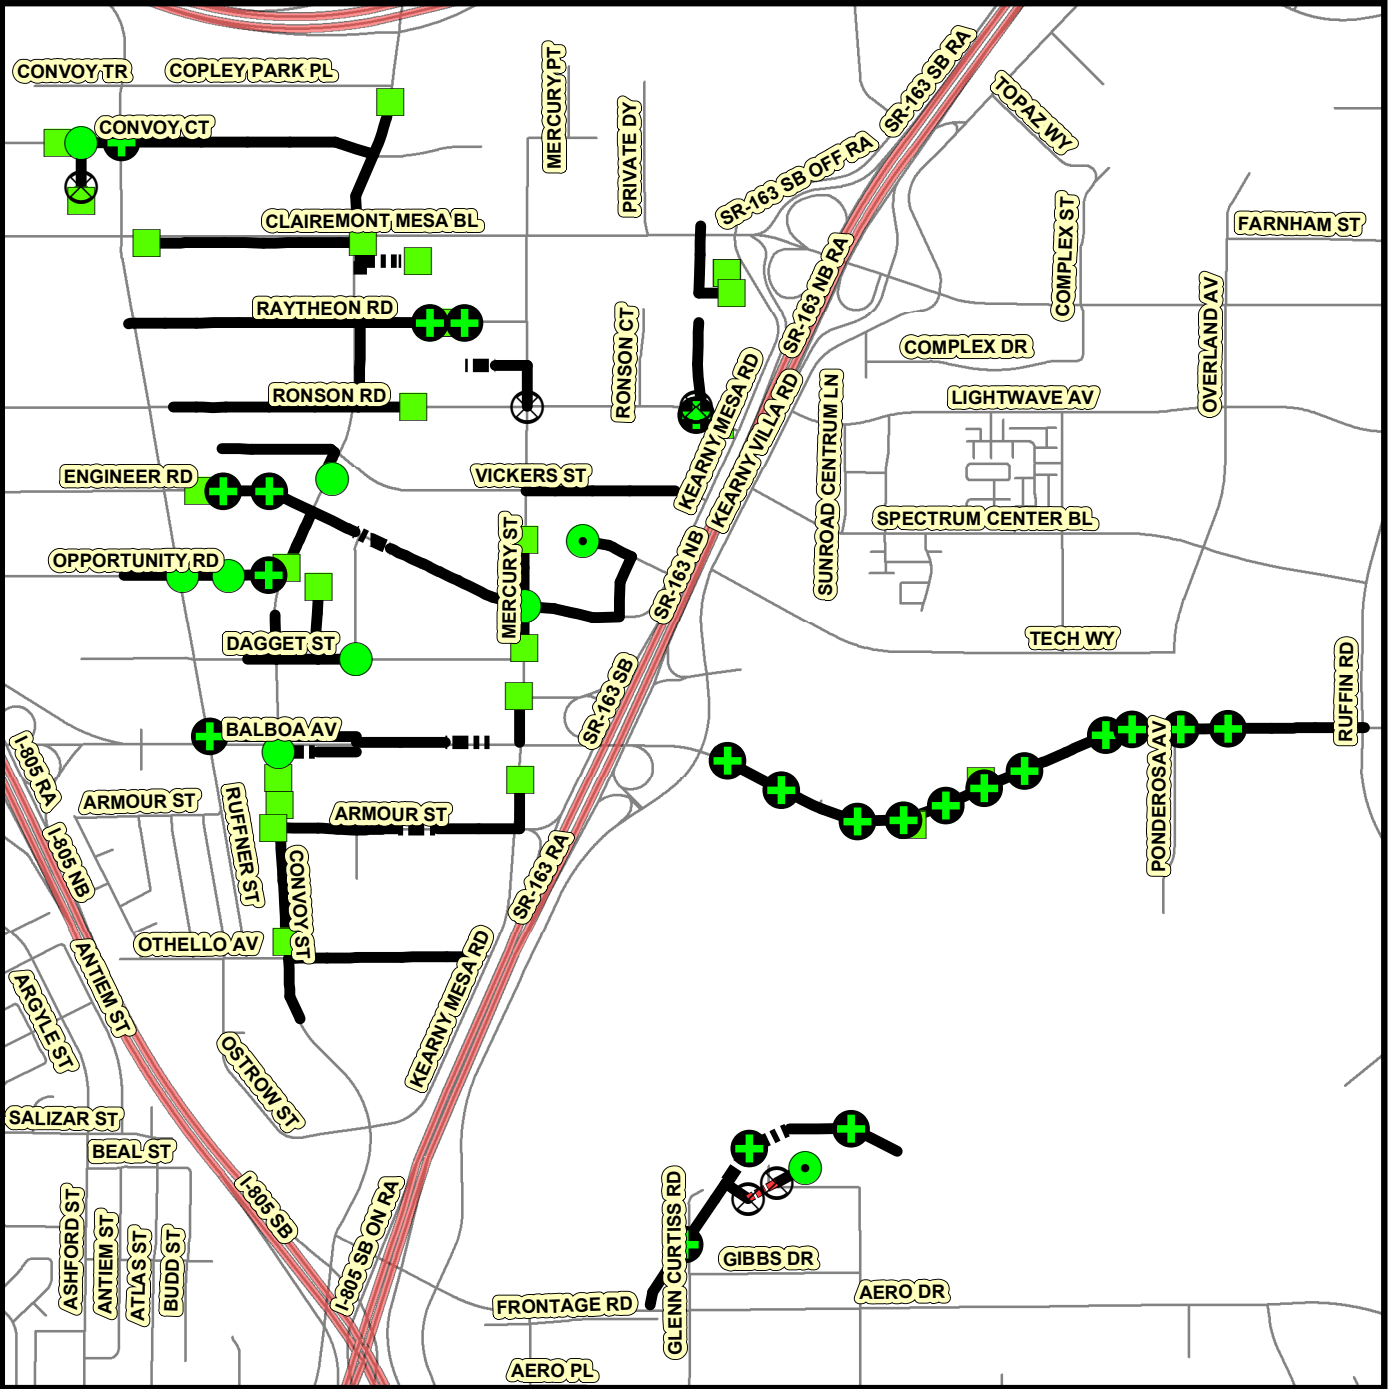 CONVOY TR
COPLEY PARK PL
MERCURY PT
PRIVATE DY
SR-163 SB RA
TOPAZ WY
CONVOY CT
SR-163 SB OFF RA
CLAIREMONT MESA BL
COMPLEX ST
FARNHAM ST
RAYTHEON RD
RONSON CT
SR-163 NB RA
OVERLAND AV
COMPLEX DR
RONSON RD
KEARNY MESA RD
KEARNY VILLA RD
SUNROAD CENTRUM LN
LIGHTWAVE AV
ENGINEER RD
VICKERS ST
SPECTRUM CENTER BL
OPPORTUNITY RD
MERCURY ST
SR-163 NB
DAGGET ST
TECH WY
SR-163 SB
RUFFIN RD
BALBOA AV
I-805 RA
PONDEROSA AV
ARMOUR ST
RUFFNER ST
ARMOUR ST
I-805 NB
SR-163 RA
CONVOY ST
OTHELLO AV
ANTIEM ST
KEARNY MESA RD
ARGYLE ST
OSTROW ST
SALIZAR ST
BEAL ST
I-805 SB
I-805 SB ON RA
ASHFORD ST
ANTIEM ST
ATLAS ST
BUDD ST
GLENN CURTISS RD
GIBBS DR
FRONTAGE RD
AERO DR
AERO PL